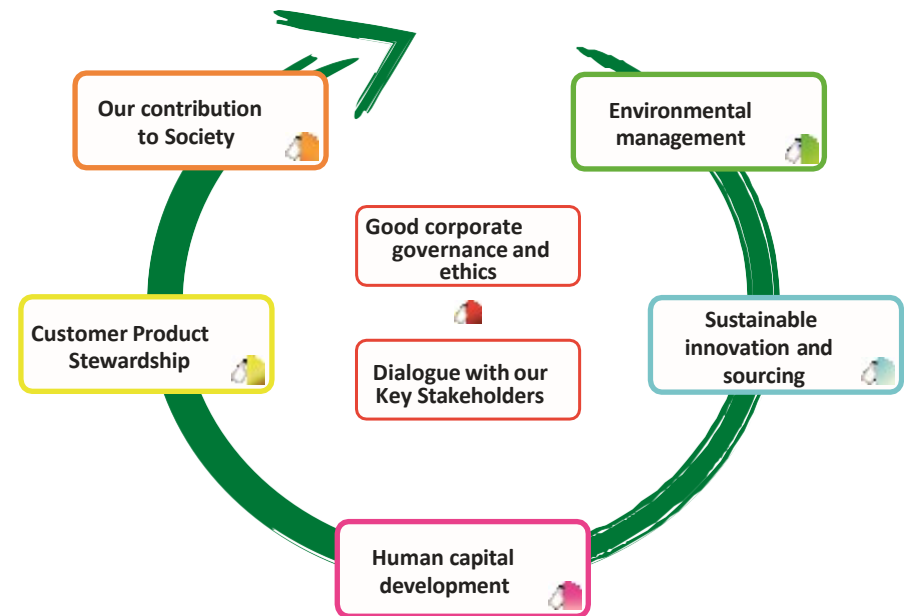 Our contribution
to Society
Environmental
management
Good corporate
governance and
ethics
Customer Product
Stewardship
Dialogue with our
Key Stakeholders
Sustainable
innovation and
sourcing
Human capital
development